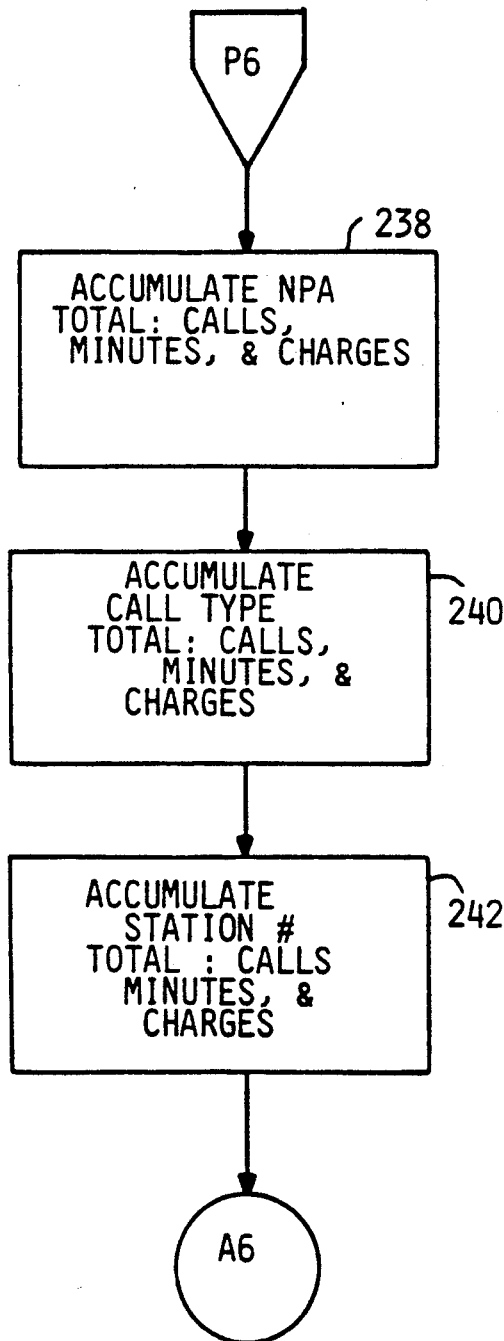 P6
238
ACCUMULATE NPA
TOTAL: CALLS,
MINUTES, & CHARGES
ACCUMULATE
CALL TYPE
TOTAL: CALLS,
MINUTES, &
CHARGES
240
ACCUMULATE
STATION #
TOTAL : CALLS
MINUTES, &
CHARGES
242
A6